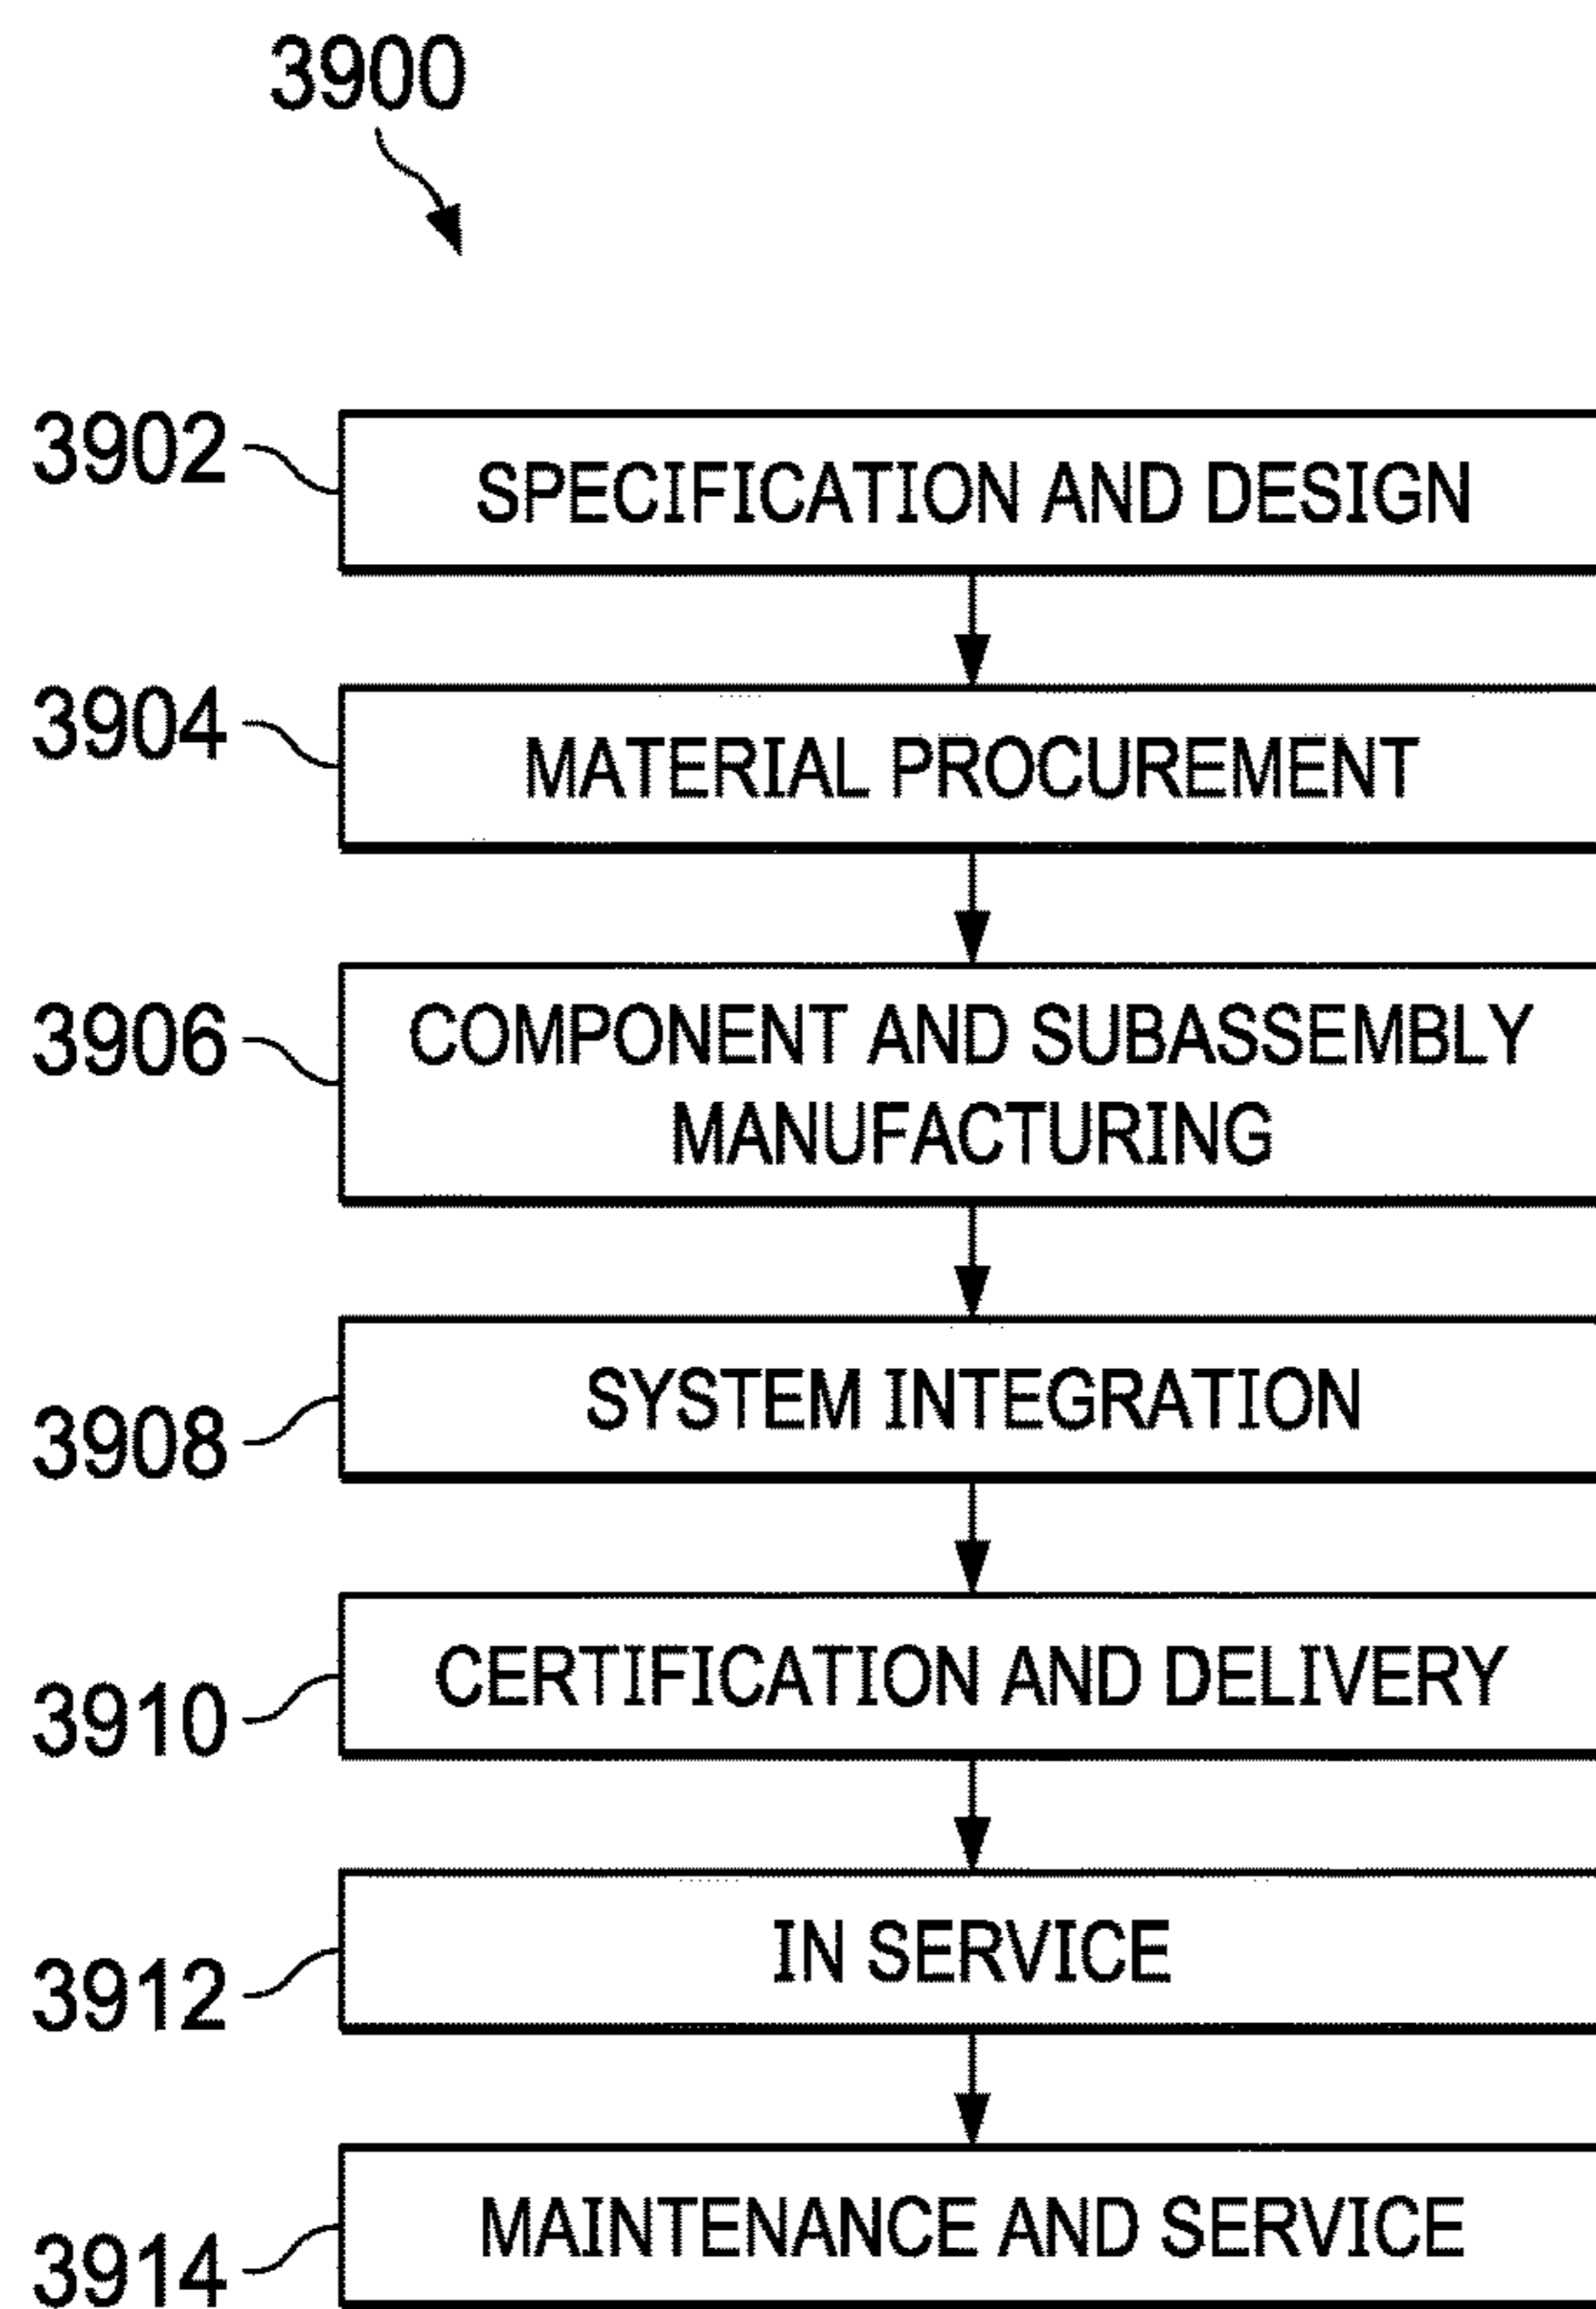 3900
3902
SPECIFICATION AND DESIGN
3904
MATERIAL PROCUREMENT
3906
COMPONENT AND SUBASSEMBLY
MANUFACTURING
3908
SYSTEM INTEGRATION
3910
CERTIFICATION AND DELIVERY
3912
IN SERVICE
3914
MAINTENANCE AND SERVICE